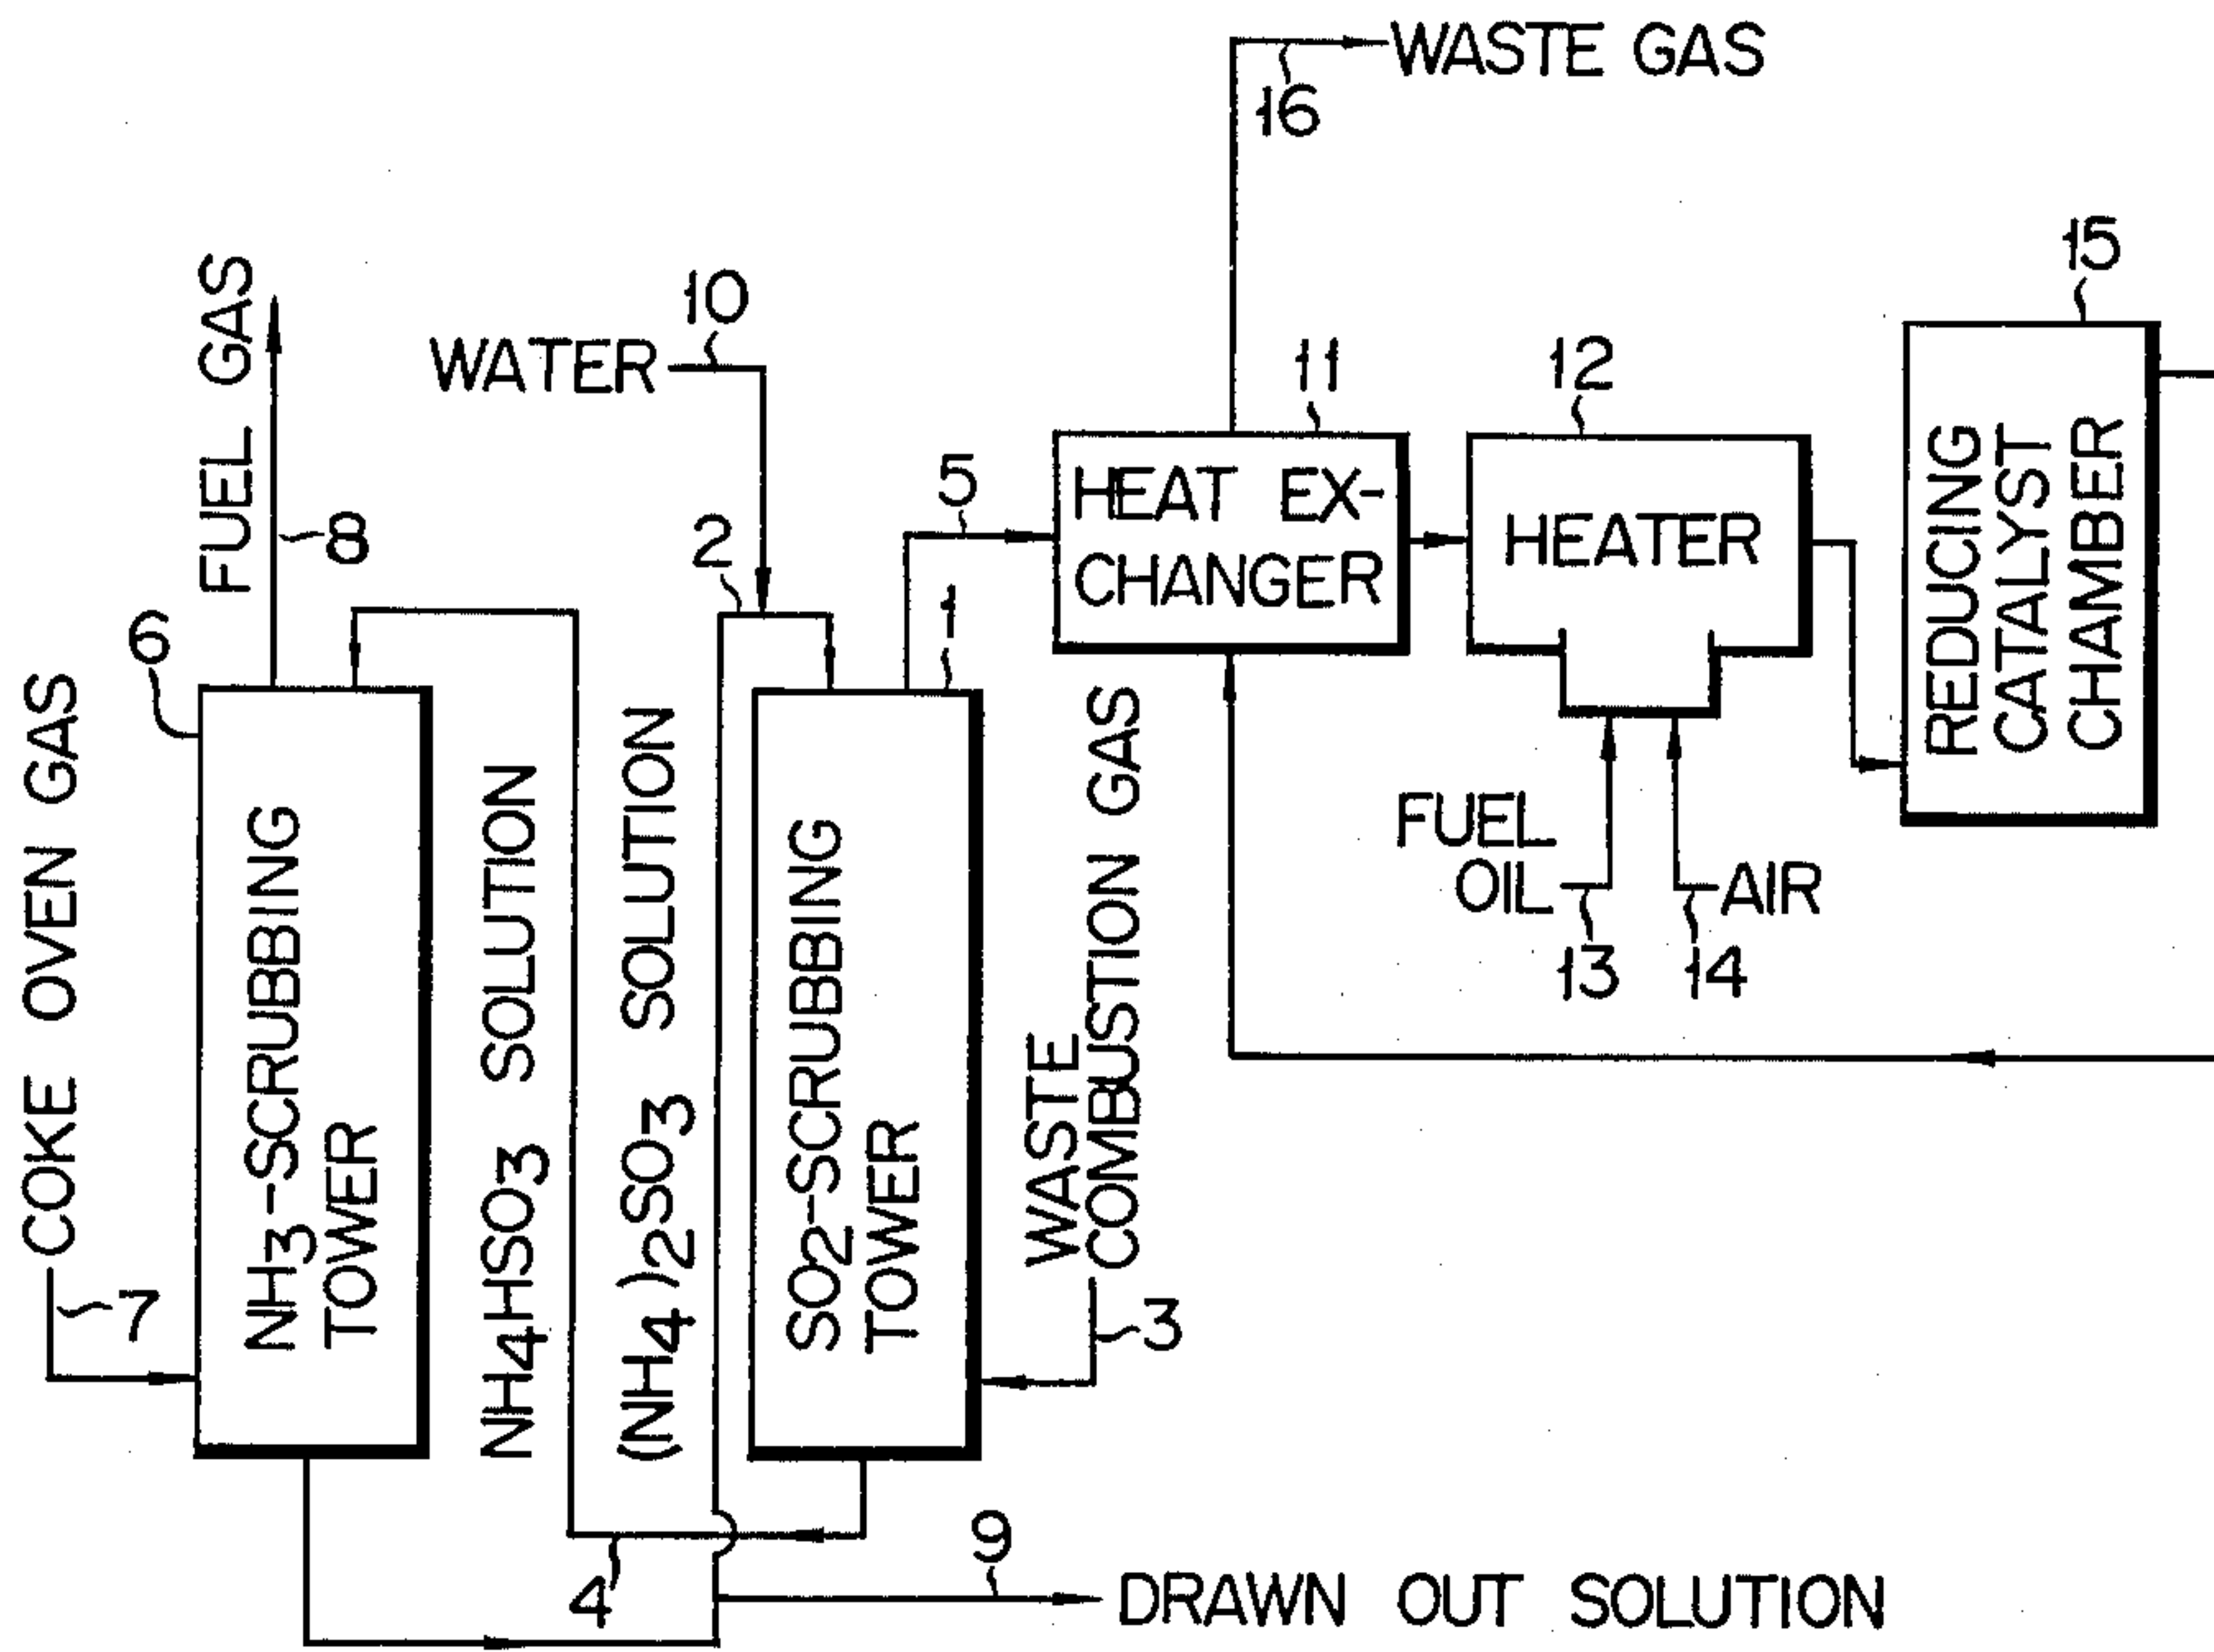 WASTE GAS
16
15
FUEL GAS
10
WATER
11
12
5
HEAT EX-
CHANGER
HEATER
REDUCING
CATALYST
CHAMBER
8
2
1
6
COKE OVEN GAS
NH3-SCRUBBING
TOWER
NH4HSO3 SOLUTION
(NH4)2SO3 SOLUTION
SO2-SCRUBBING
TOWER
WASTE
COMBUSTION GAS
FUEL
OIL
AIR
13
14
7
3
4
9
DRAWN OUT SOLUTION